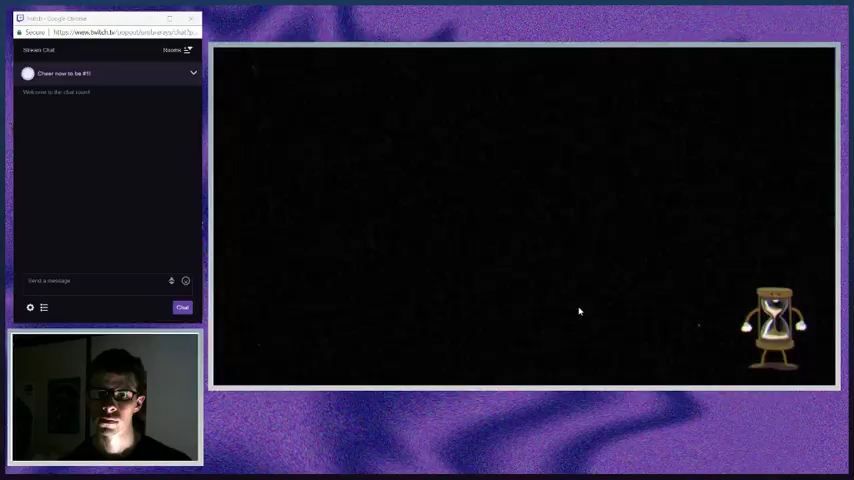 Twitch - Google Chrome
Secure
Stream Chat
Rooms
Cheer now to be #1!
Welcome to the chat room!
Send a message
Chat